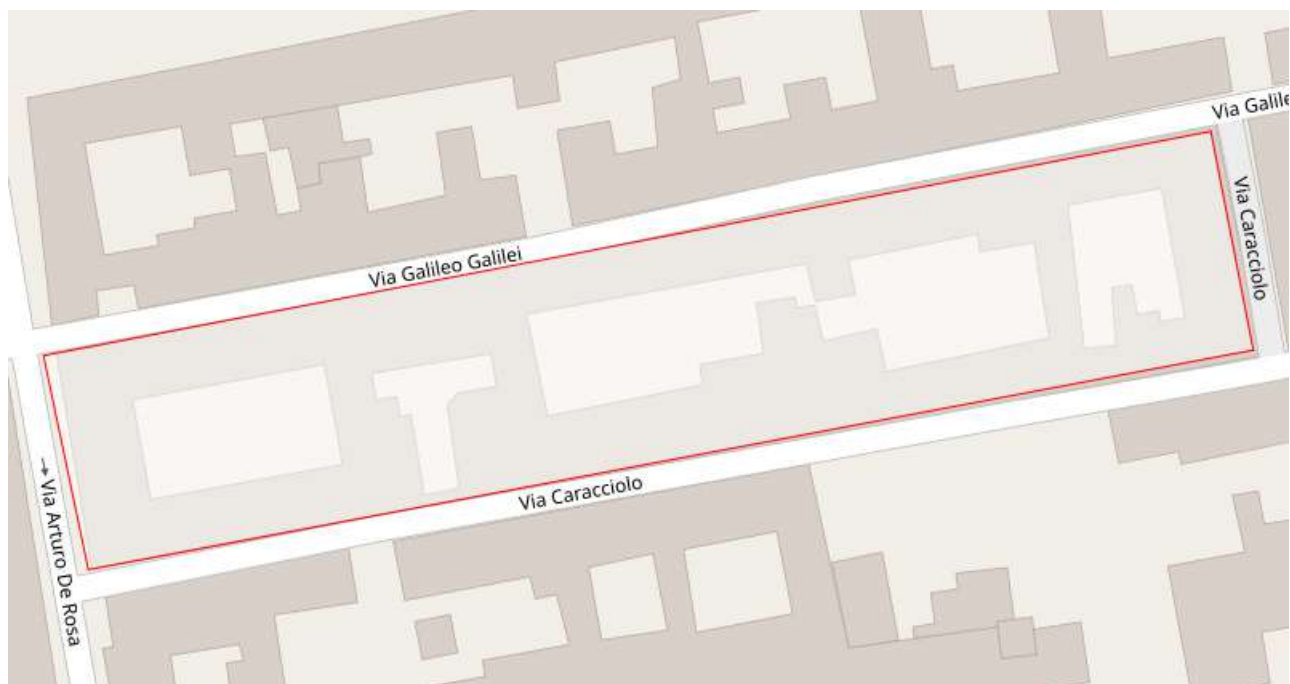 Via Galile
Via Caracciolo
Via Galileo Galilei
Via Caracciolo
→ Via Arturo De Rosa